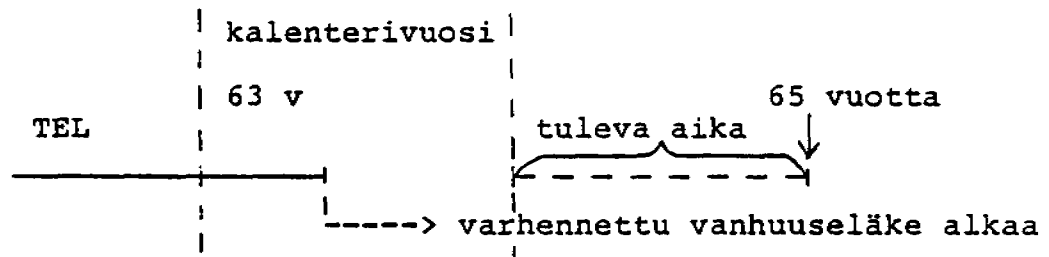 kalenterivuosi
63 v 65 vuotta
TEL tuleva aika
varhennettu vanhuuseläke alkaa